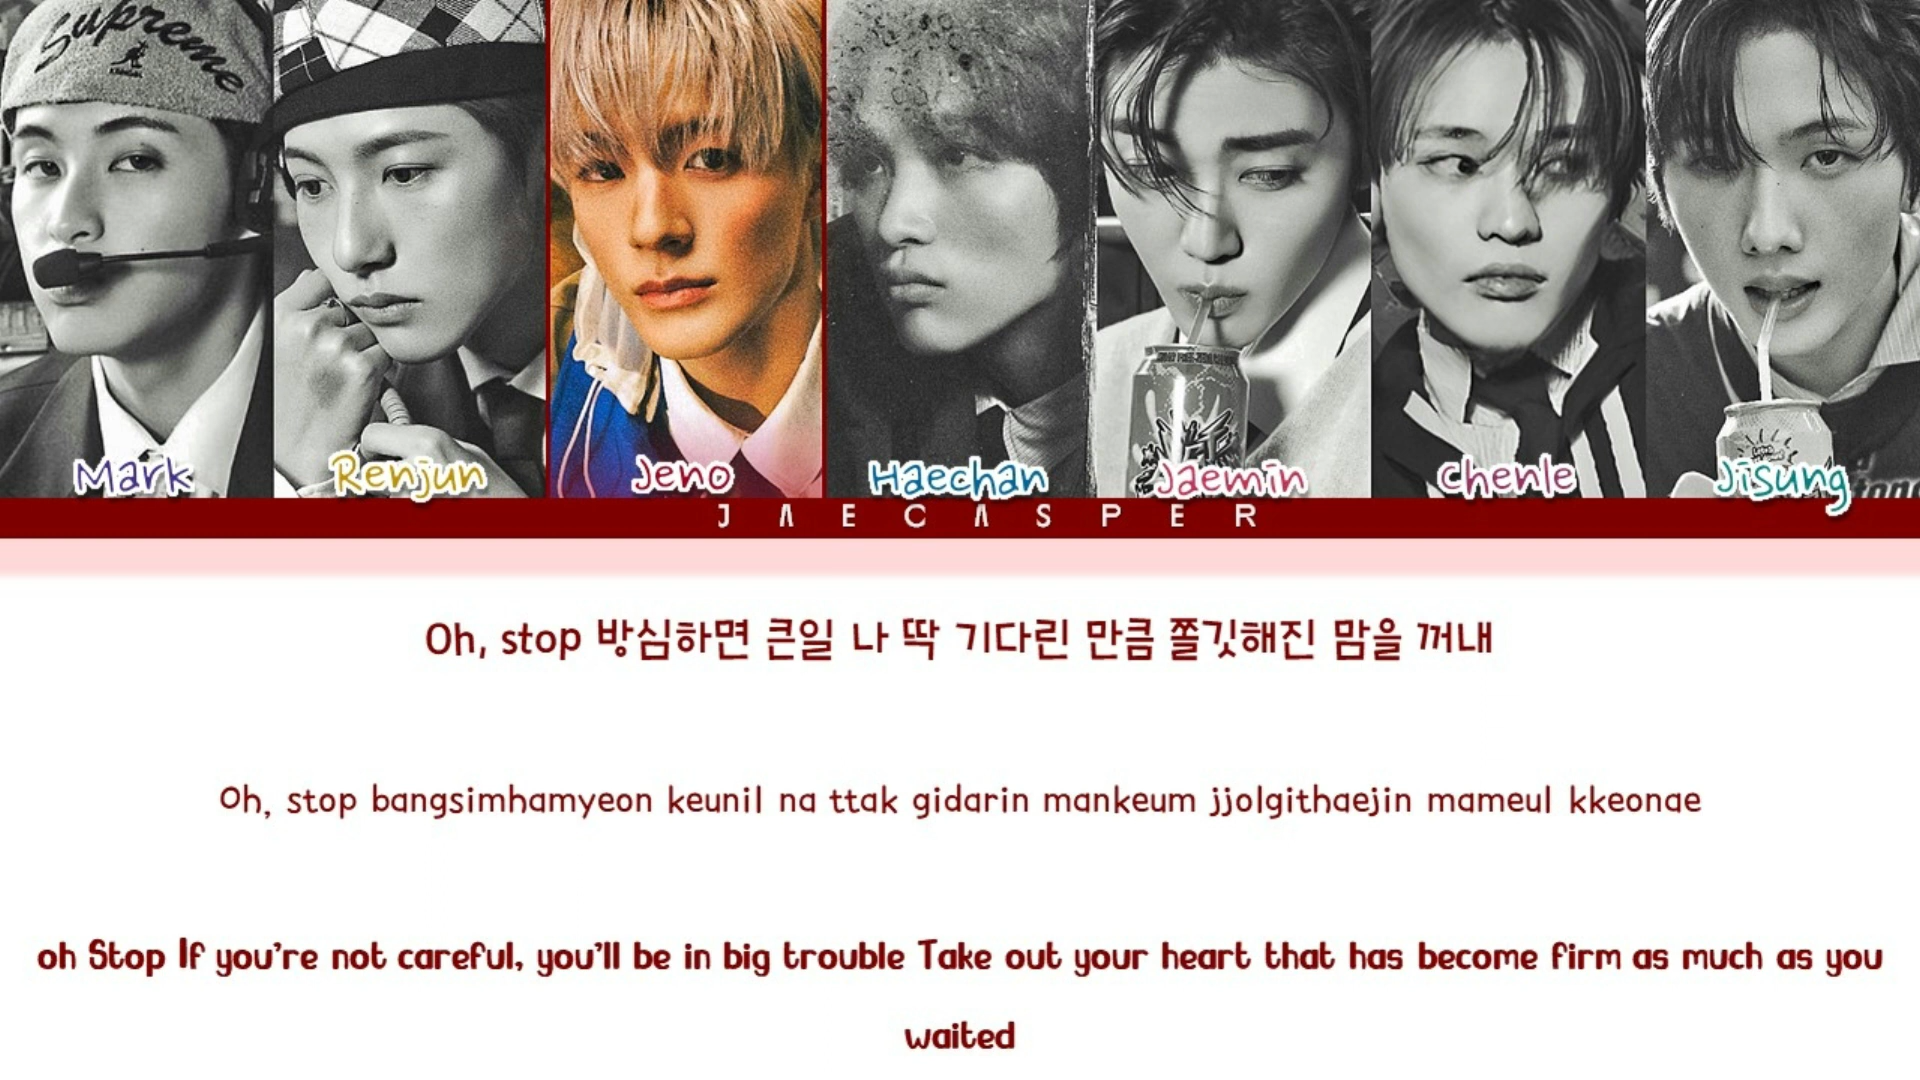 Supreme
Mark
Renjun
Jeno
Haechan
Jaemin
Chenle
Jisung
JAECASPER
Oh, stop 방심하면 큰일 나 딱 기다린 만큼 쫄깃해진 맘을 꺼내
Oh, stop bangsimhamyeon keunil na ttak gidarin mankeum jjolgithaejin mameul kkeonae
oh Stop If you're not careful, you'll be in big trouble Take out your heart that has become firm as much as you
waited